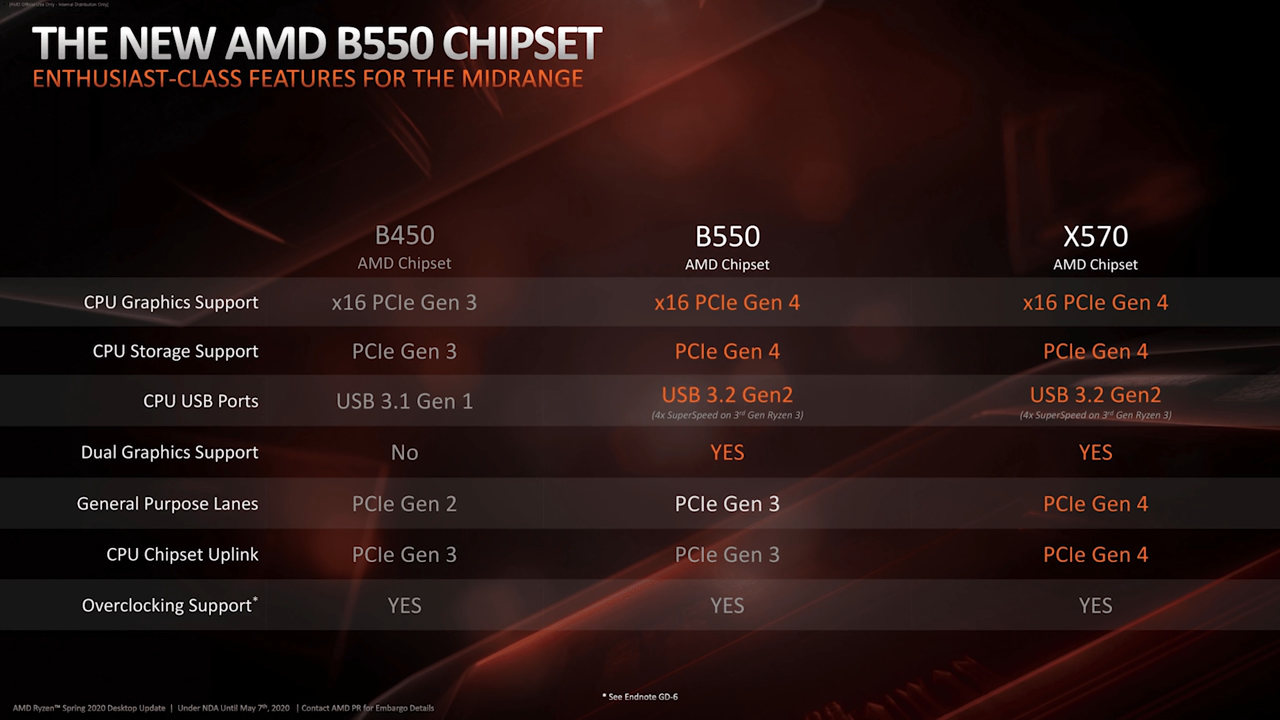 [AMD Official Use Only - Internal Distribution Only]
THE NEW AMD B550 CHIPSET
ENTHUSIAST-CLASS FEATURES FOR THE MIDRANGE
B450 B550 X570
AMD Chipset AMD Chipset AMD Chipset
CPU Graphics Support x16 PCIe Gen 3 x16 PCIe Gen 4 x16 PCIe Gen 4
CPU Storage Support PCIe Gen 3 PCIe Gen 4 PCIe Gen 4
CPU USB Ports USB 3.1 Gen 1 USB 3.2 Gen2 USB 3.2 Gen2
(4x SuperSpeed on 3rd Gen Ryzen 3) (4x SuperSpeed on 3rd Gen Ryzen 3)
Dual Graphics Support No YES YES
General Purpose Lanes PCIe Gen 2 PCIe Gen 3 PCIe Gen 4
CPU Chipset Uplink PCIe Gen 3 PCIe Gen 3 PCIe Gen 4
Overclocking Support* YES YES YES
* See Endnote GD-6
AMD Ryzen™ Spring 2020 Desktop Update | Under NDA Until May 7th, 2020 | Contact AMD PR for Embargo Details